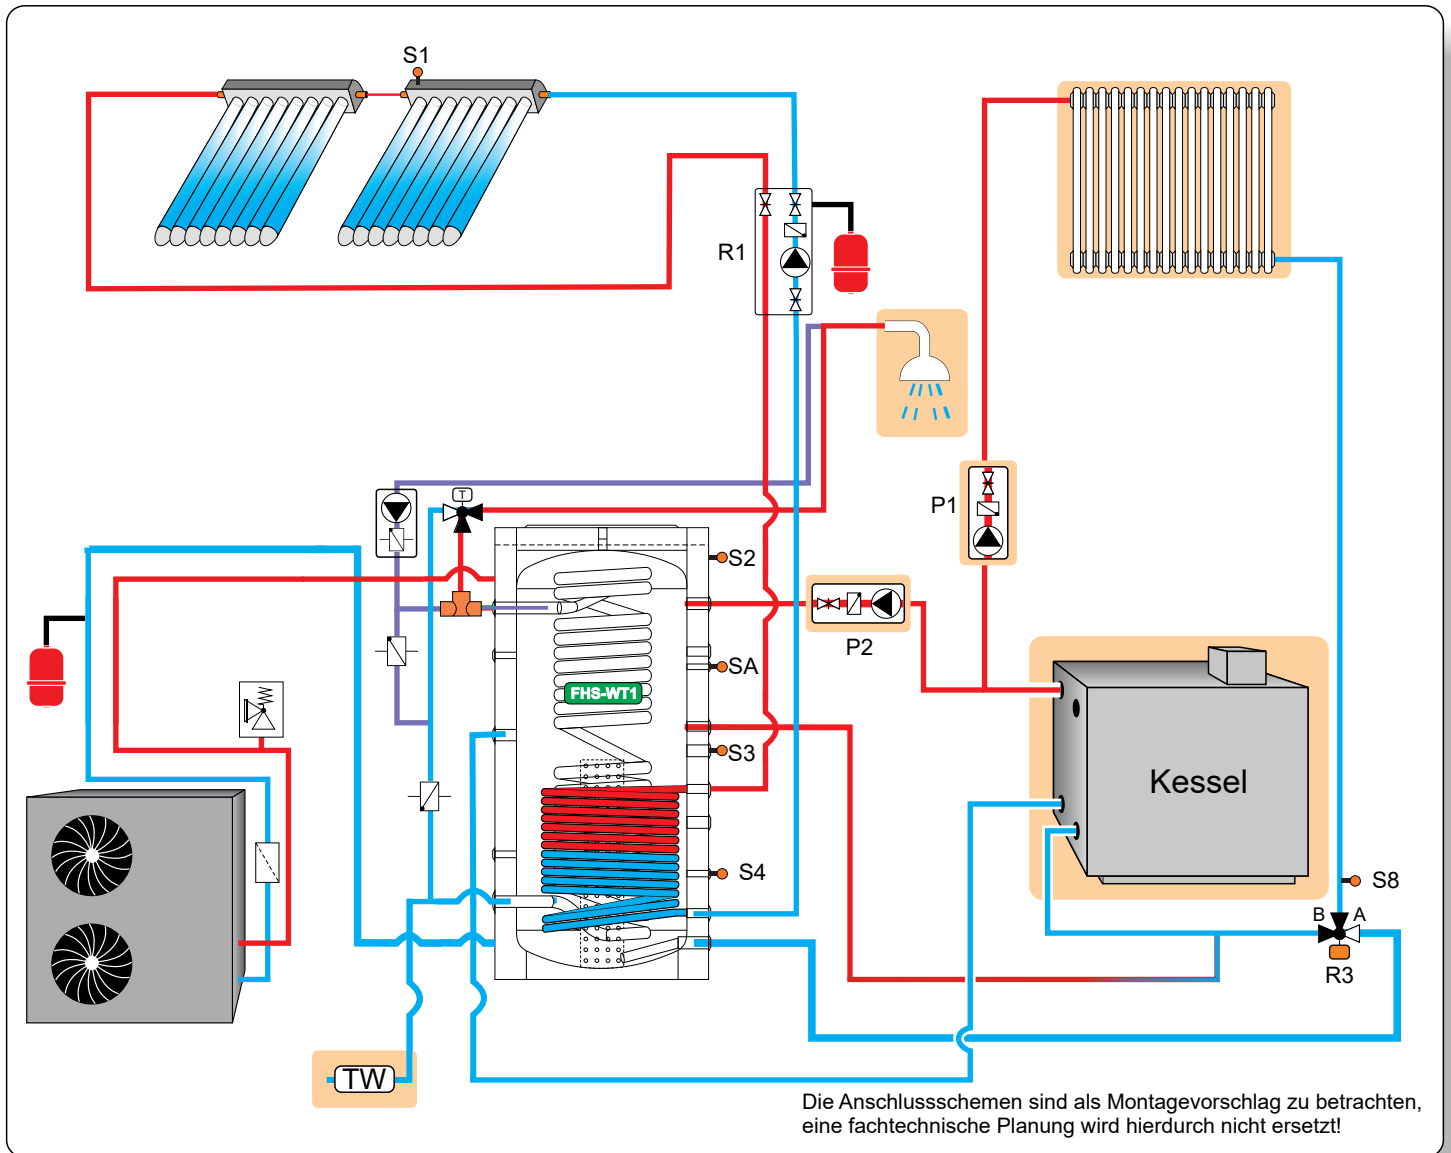 S1
R1
P1
T
S2
P2
SA
FHS-WT1
S3
Kessel
S4
S8
B A
R3
TW
Die Anschlussschemen sind als Montagevorschlag zu betrachten,
eine fachtechnische Planung wird hierdurch nicht ersetzt!